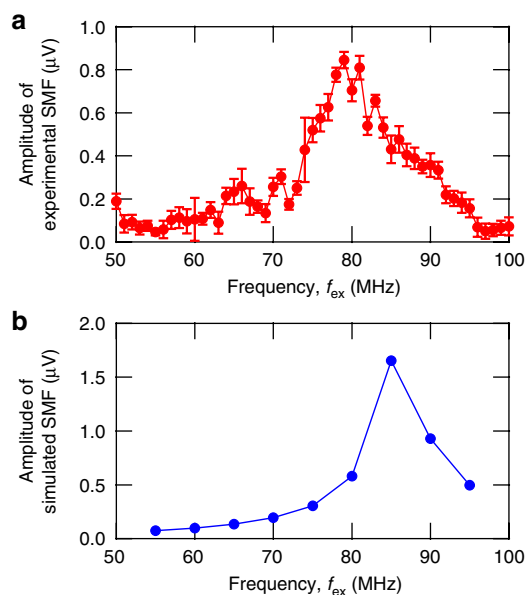 a
Amplitude of
experimental SMF (μV)
1.0
0.8
0.6
0.4
0.2
0.0
50 60 70 80 90 100
Frequency, fex (MHz)
b
Amplitude of
simulated SMF (μV)
2.0
1.5
1.0
0.5
0.0
50 60 70 80 90 100
Frequency, fex (MHz)